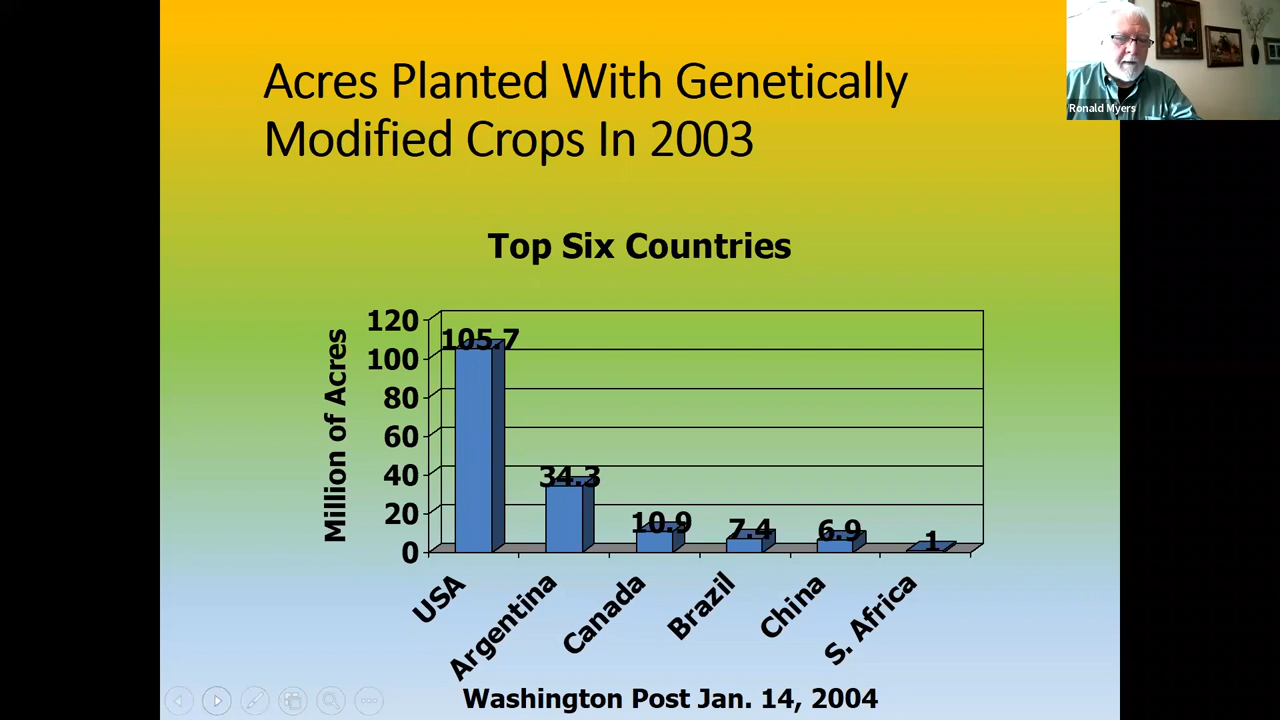 Acres Planted With Genetically
Modified Crops In 2003
Ronald Myers
Top Six Countries
Million of Acres
120
100
80
60
40
20
0
105.7
34.3
10.9
7.4
6.9
1
USA
Argentina
Canada
Brazil
China
S. Africa
Washington Post Jan. 14, 2004